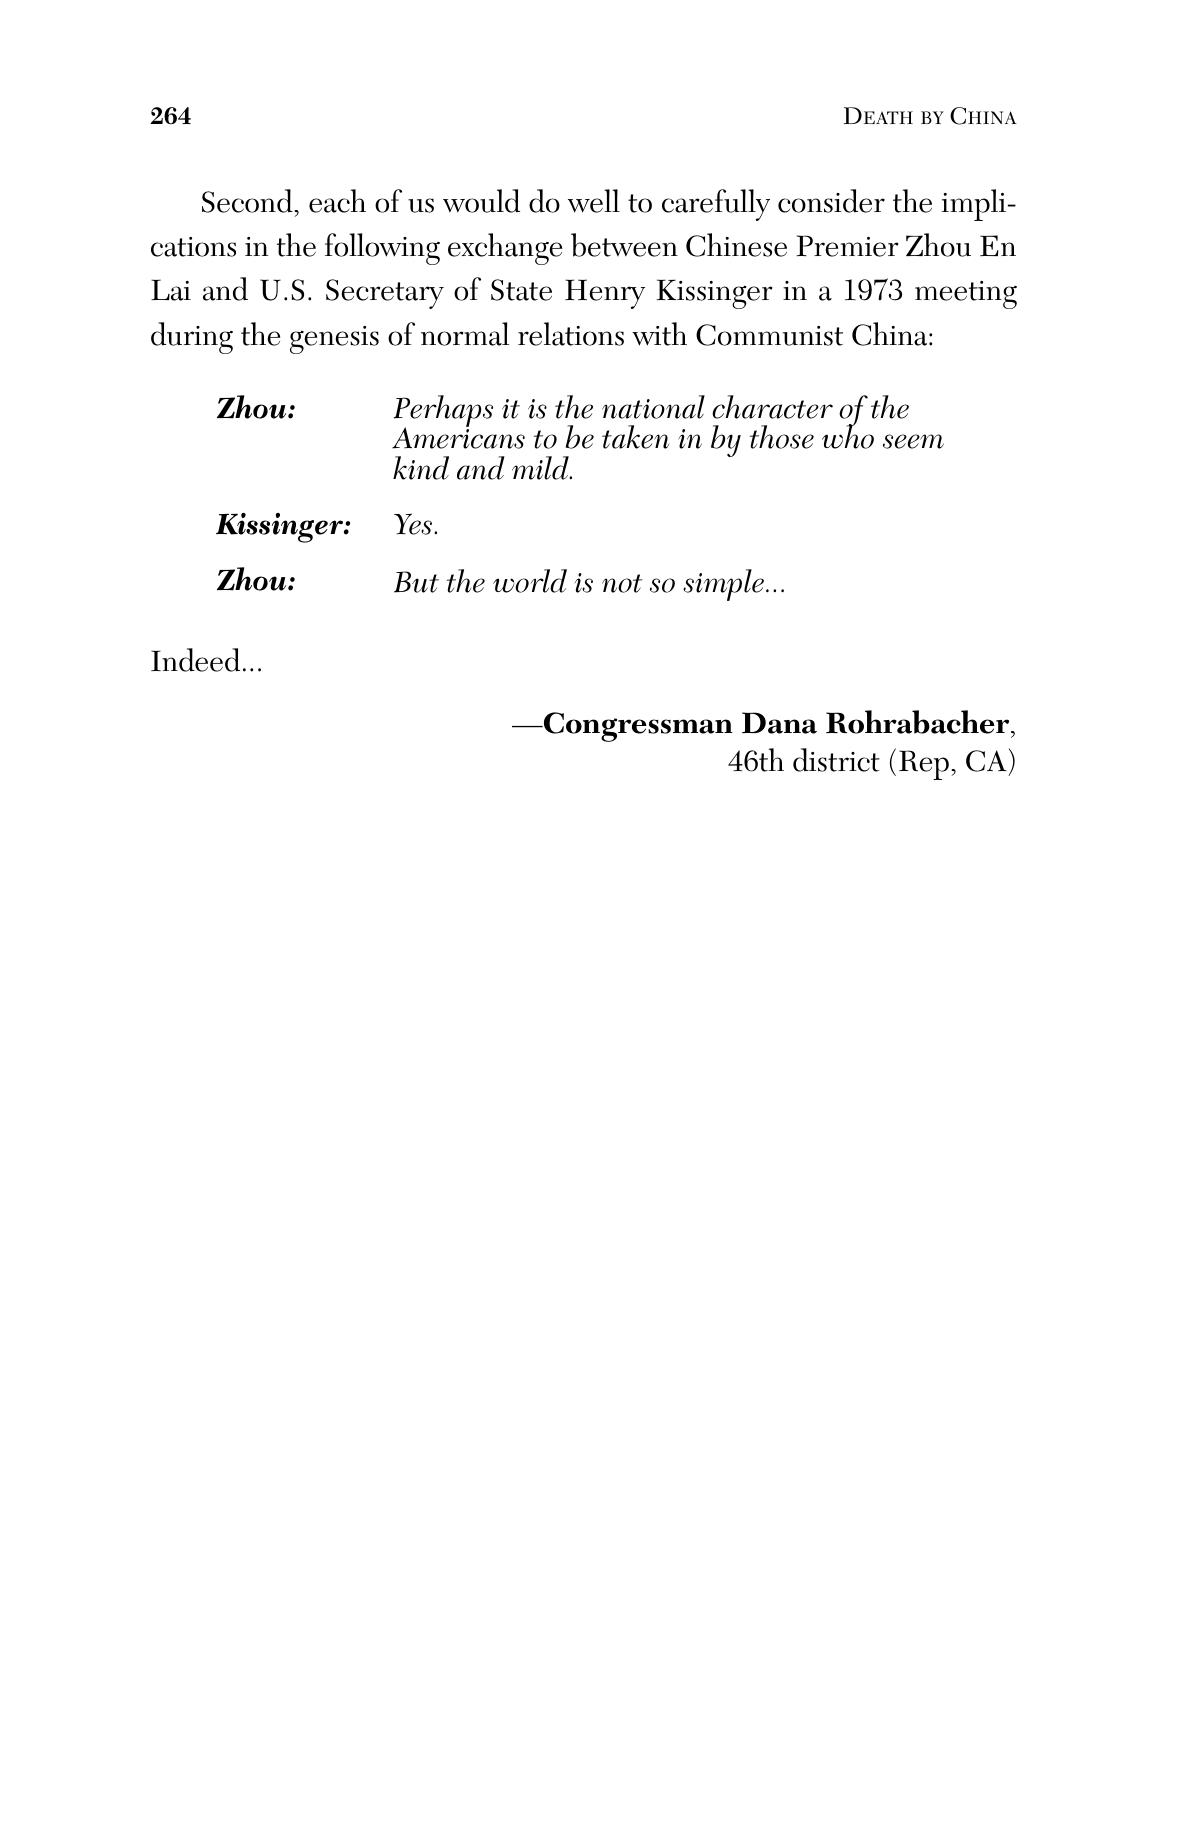 264 DEATH BY CHINA
Second, each of us would do well to carefully consider the impli-
cations in the following exchange between Chinese Premier Zhou En
Lai and U.S. Secretary of State Henry Kissinger in a 1973 meeting
during the genesis of normal relations with Communist China:
Zhou: Perhaps it is the national character of the
Americans to be taken in by those who seem
kind and mild.
Kissinger: Yes.
Zhou: But the world is not so simple...
Indeed...
—Congressman Dana Rohrabacher,
46th district (Rep, CA)